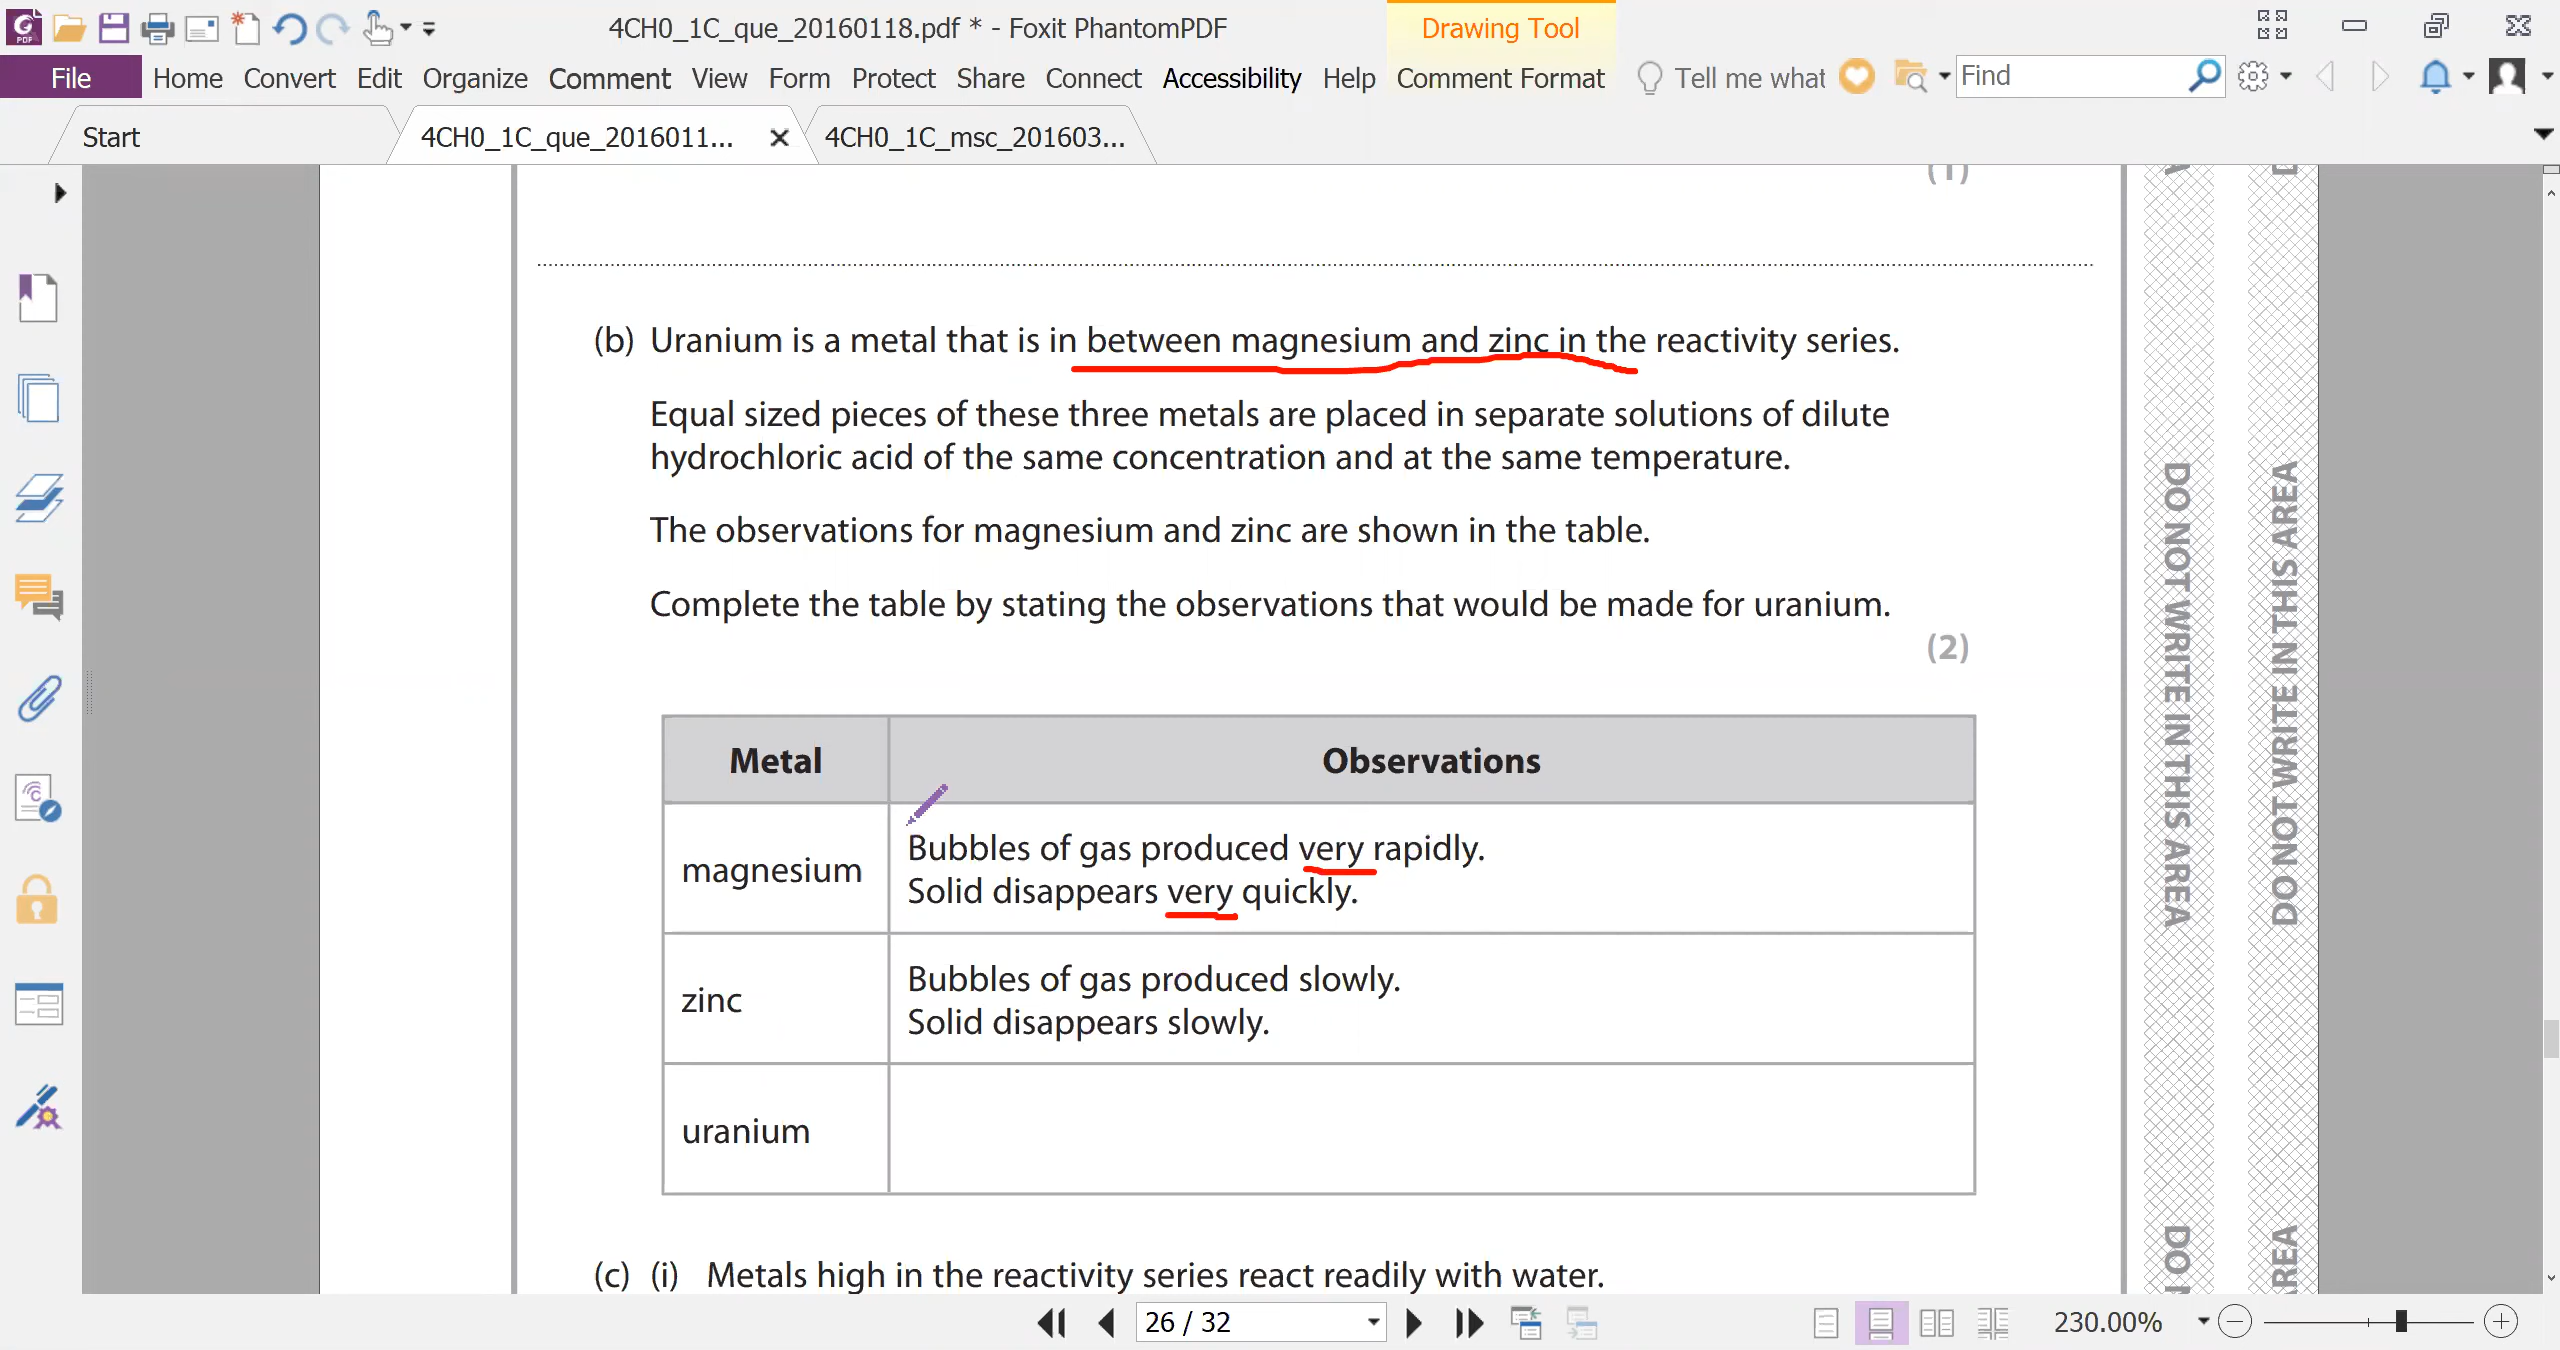 4CH0_1C_que_20160118.pdf * - Foxit PhantomPDF
Drawing Tool
File Home Convert Edit Organize Comment View Form Protect Share Connect Accessibility Help Comment Format Tell me what Find
Start 4CH0_1C_que_2016011... 4CH0_1C_msc_201603...
(1)
(b) Uranium is a metal that is in between magnesium and zinc in the reactivity series.
Equal sized pieces of these three metals are placed in separate solutions of dilute
hydrochloric acid of the same concentration and at the same temperature.
The observations for magnesium and zinc are shown in the table.
Complete the table by stating the observations that would be made for uranium.
(2)
Metal Observations
magnesium
Bubbles of gas produced very rapidly.
Solid disappears very quickly.
zinc
Bubbles of gas produced slowly.
Solid disappears slowly.
uranium
(c) (i) Metals high in the reactivity series react readily with water.
DO NOT WRITE IN THIS AREA
DO NOT WRITE IN THIS AREA
DO
REA
26 / 32
230.00%